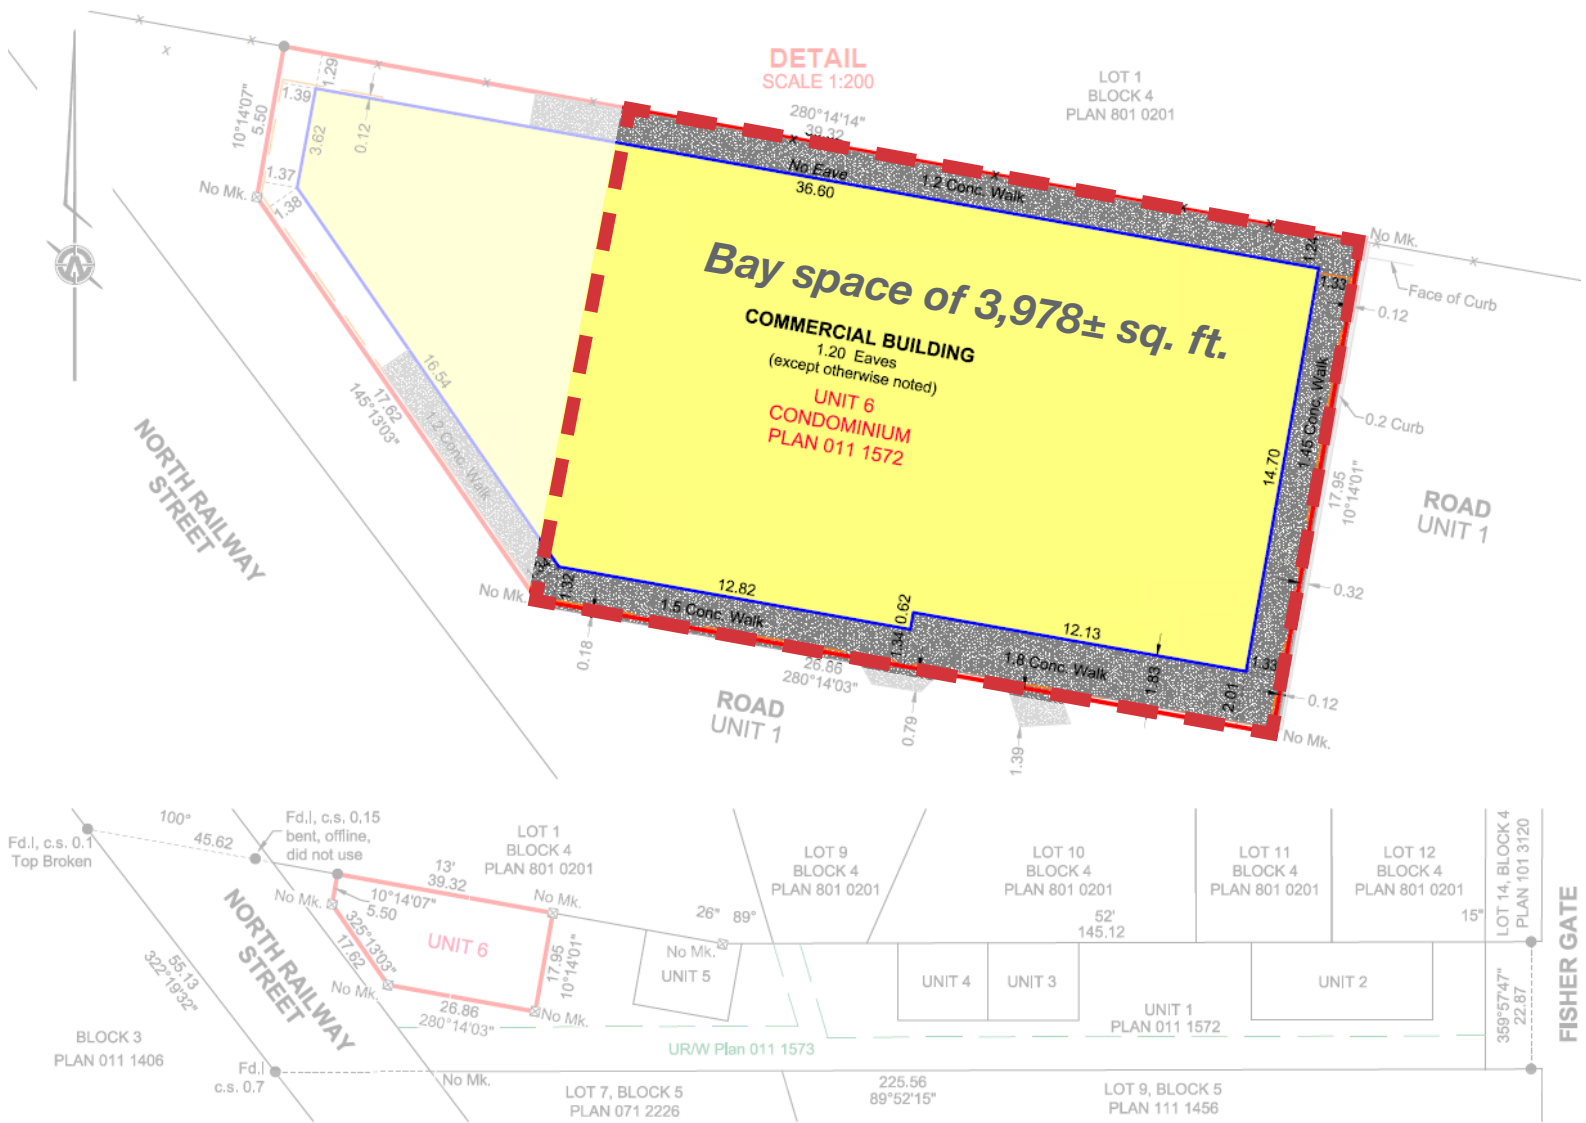 DETAIL
SCALE 1:200
280°14'14"
39.32
LOT 1
BLOCK 4
PLAN 801 0201
1.29
1.39
10°14'07"
5.50
3.62
0.12
1.37
1.38
No Mk.
No Eave
36.60
1.2 Conc. Walk
1.24
No Mk.
1.33
Face of Curb
0.12
Bay space of 3,978± sq. ft.
COMMERCIAL BUILDING
1.20 Eaves
(except otherwise noted)
UNIT 6
CONDOMINIUM
PLAN 011 1572
16.54
17.62
145°13'03"
1.2 Conc. Walk
1.45 Conc. Walk
0.2 Curb
14.70
17.95
10°14'01"
NORTH RAILWAY
STREET
ROAD
UNIT 1
No Mk.
1.32
12.82
1.5 Conc. Walk
0.62
1.34
12.13
1.8 Conc. Walk
1.83
1.33
2.01
0.32
0.12
0.18
26.86
280°14'03"
0.79
1.39
No Mk.
ROAD
UNIT 1
Fd.I, c.s. 0.1
Top Broken
100°
45.62
Fd.I, c.s. 0.15
bent, offline,
did not use
LOT 1
BLOCK 4
PLAN 801 0201
13'
39.32
No Mk.
10°14'07"
5.50
No Mk.
325°13'03"
17.62
UNIT 6
17.95
10°14'01"
No Mk.
26.86
280°14'03"
No Mk.
NORTH RAILWAY
STREET
55.13
322°19'32"
BLOCK 3
PLAN 011 1406
Fd.I
c.s. 0.7
No Mk.
26"
89°
No Mk.
UNIT 5
LOT 9
BLOCK 4
PLAN 801 0201
LOT 10
BLOCK 4
PLAN 801 0201
52'
145.12
LOT 11
BLOCK 4
PLAN 801 0201
LOT 12
BLOCK 4
PLAN 801 0201
15"
LOT 14, BLOCK 4
PLAN 101 3120
UNIT 4
UNIT 3
UNIT 1
PLAN 011 1572
UNIT 2
359°57'47"
22.87
FISHER GATE
UR/W Plan 011 1573
LOT 7, BLOCK 5
PLAN 071 2226
225.56
89°52'15"
LOT 9, BLOCK 5
PLAN 111 1456